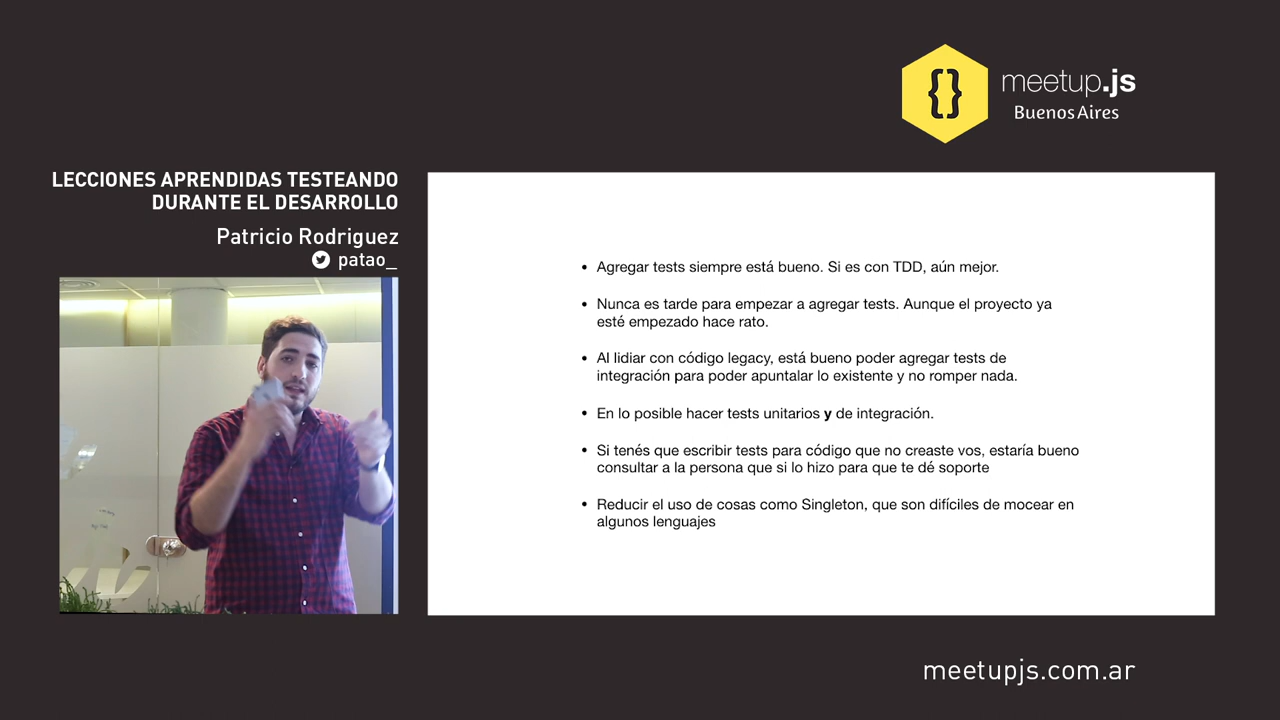 {}
meetup.js
Buenos Aires
LECCIONES APRENDIDAS TESTEANDO
DURANTE EL DESARROLLO
Patricio Rodriguez
patao_
• Agregar tests siempre está bueno. Si es con TDD, aún mejor.
• Nunca es tarde para empezar a agregar tests. Aunque el proyecto ya
esté empezado hace rato.
• Al lidiar con código legacy, está bueno poder agregar tests de
integración para poder apuntalar lo existente y no romper nada.
• En lo posible hacer tests unitarios y de integración.
• Si tenés que escribir tests para código que no creaste vos, estaría bueno
consultar a la persona que si lo hizo para que te dé soporte
• Reducir el uso de cosas como Singleton, que son difíciles de mocear en
algunos lenguajes
meetupjs.com.ar